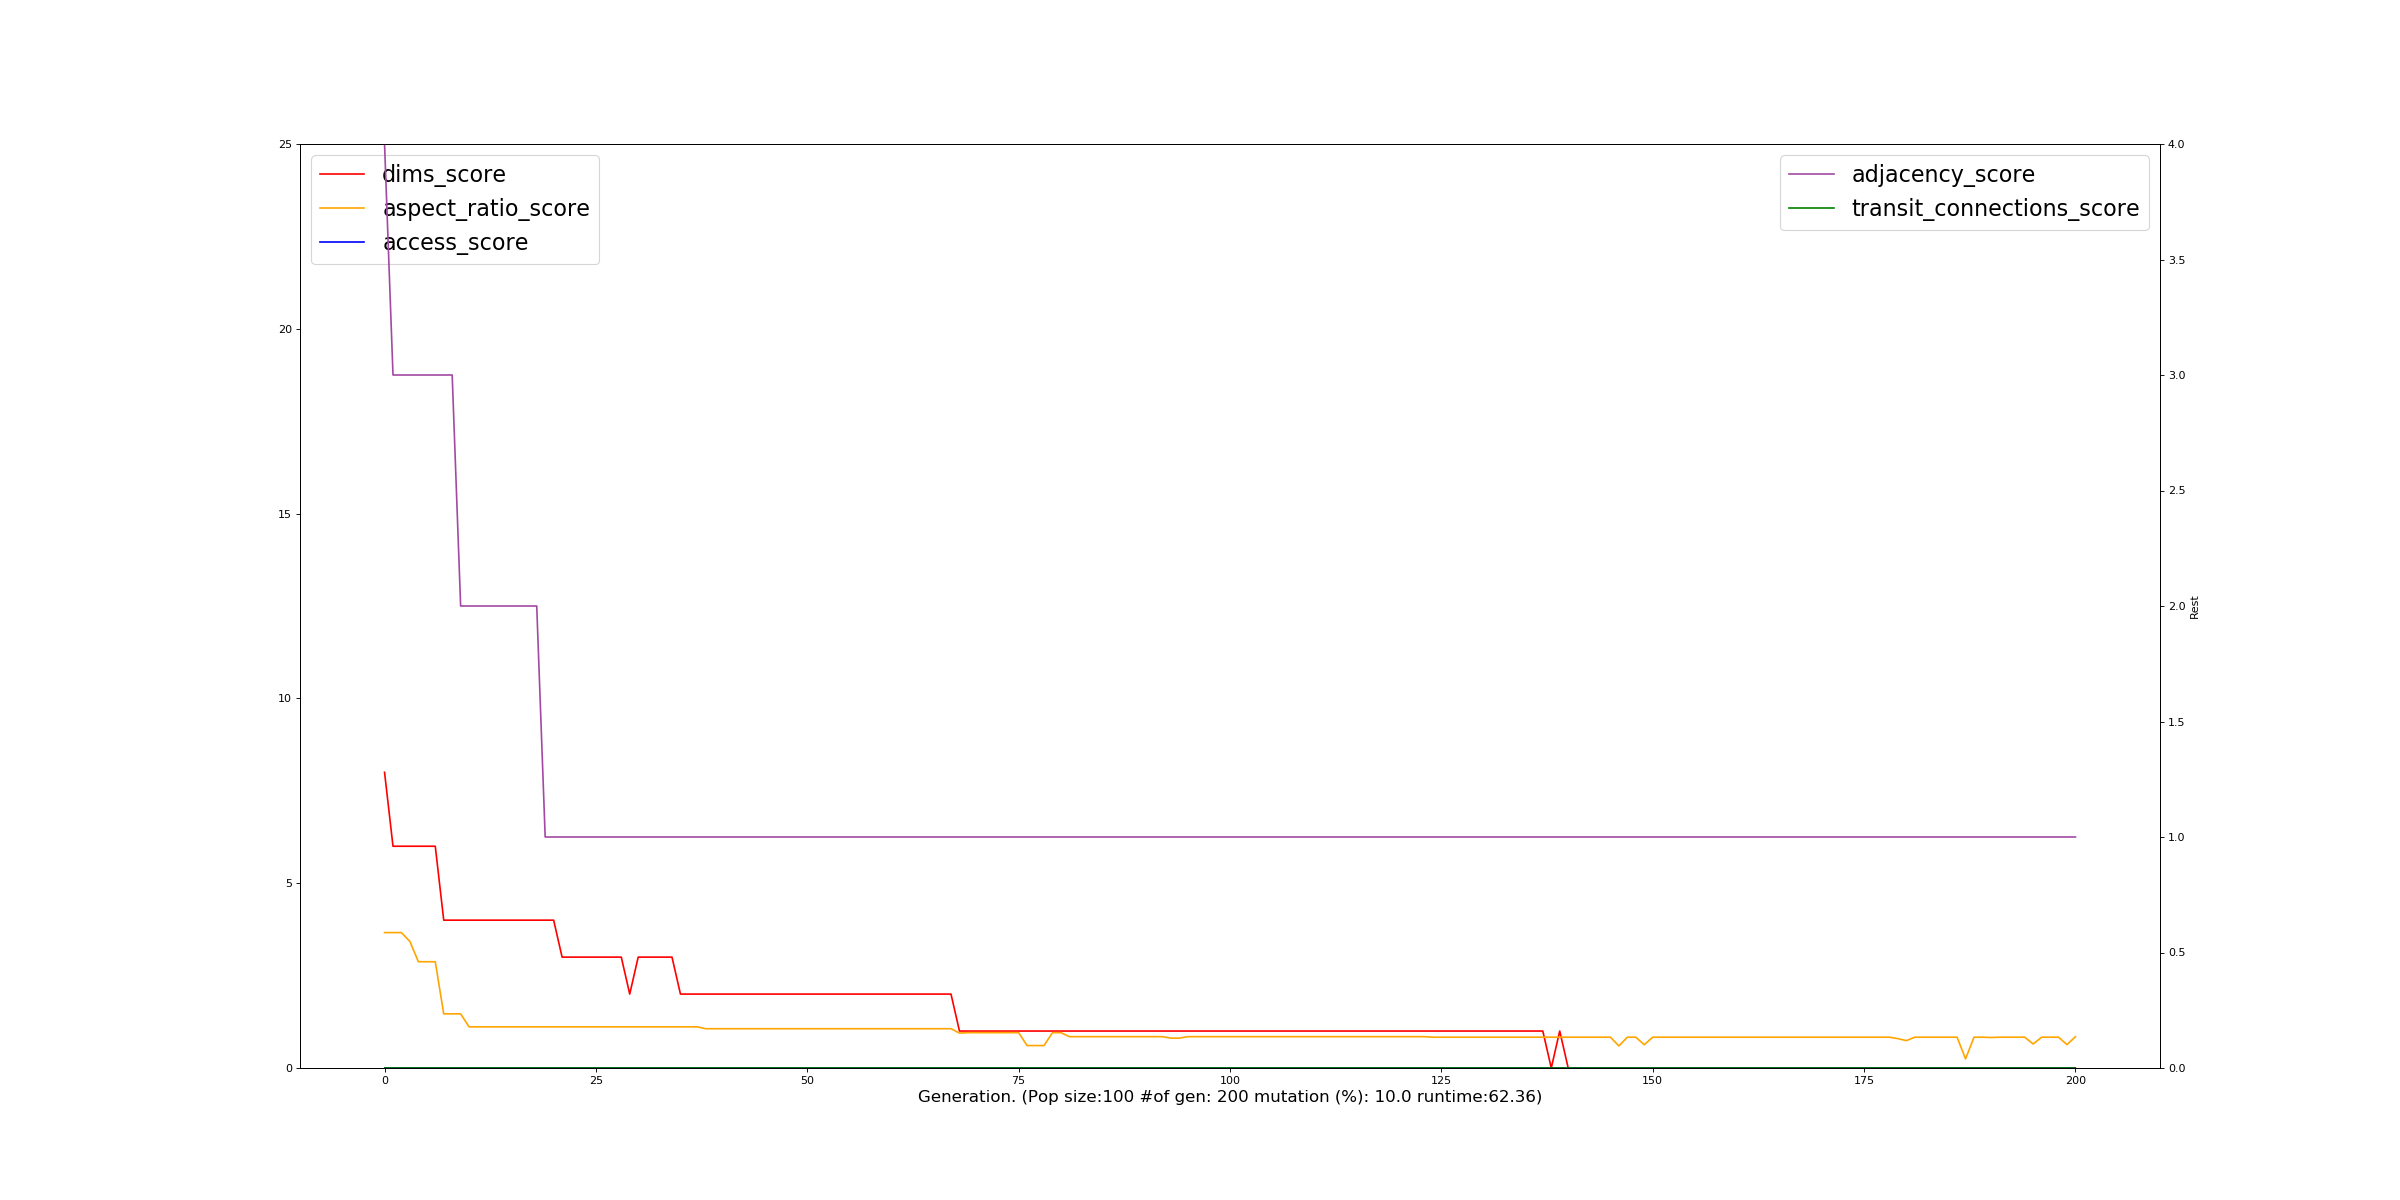 dims_score
aspect_ratio_score
access_score
adjacency_score
transit_connections_score
25
20
15
10
5
0
4.0
3.5
3.0
2.5
2.0
1.5
1.0
0.5
0.0
Rest
0 25 50 75 100 125 150 175 200
Generation. (Pop size:100 #of gen: 200 mutation (%): 10.0 runtime:62.36)